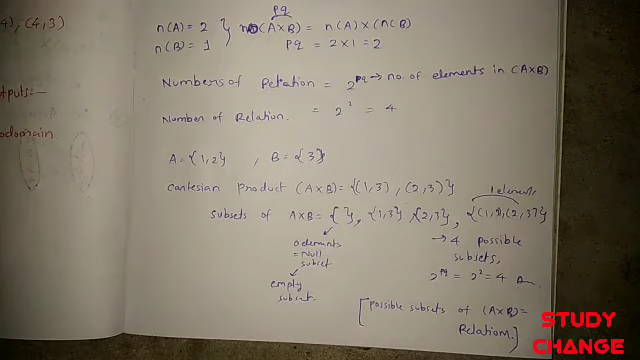 4), (4,3)
tputs:-
odomain.
pq
n(A) = 2 } n(A×B) = n(A) × (n(B)
n(B) = 1 pq = 2×1 = 2
Numbers of Relation = 2^pq → no. of elements in (A×B)
Number of Relation. = 2^2 = 4
A = {1,2} , B = {3}
Cartesian product (A×B) = {(1,3), (2,3)}
1 elements
subsets of A×B = { }, {1,3} {2,3}, {(1,3),(2,3)}
0 elements
= Null
subset
↓
empty
subset.
→ 4 possible
subsets,
2^pq = 2^2 = 4
[possible subsets of (A×B) =
Relation.]
STUDY
CHANGE